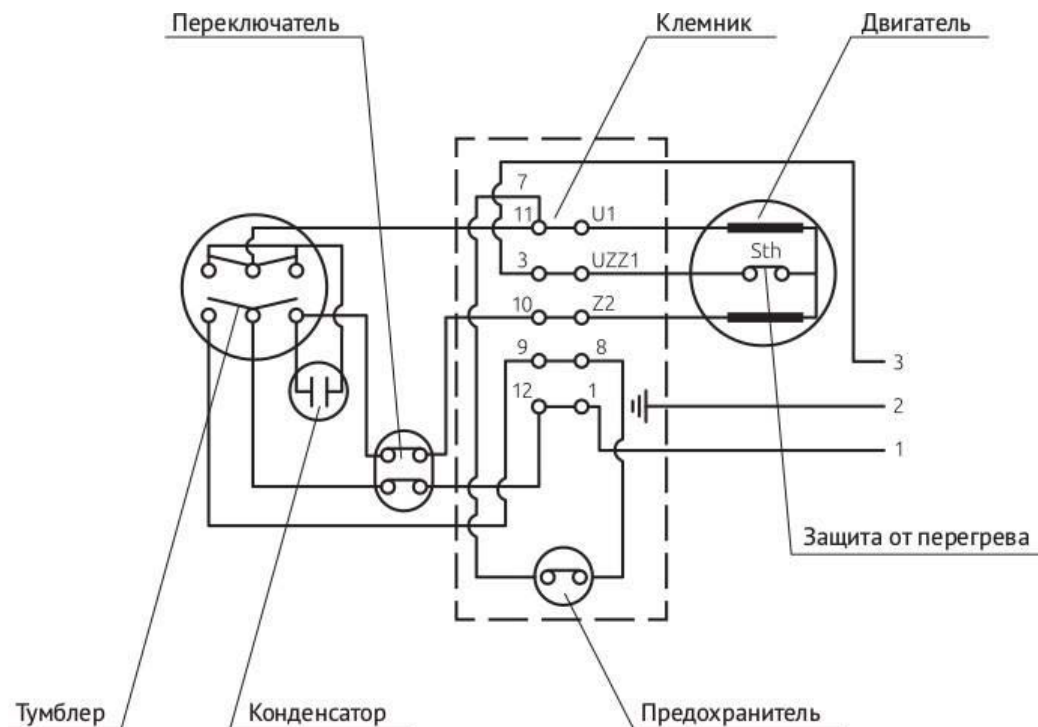 Переключатель
Клемник
Двигатель
7
11
U1
3
UZZ1
Sth
10
Z2
9
8
12
1
3
2
1
Защита от перегрева
Тумблер
Конденсатор
Предохранитель